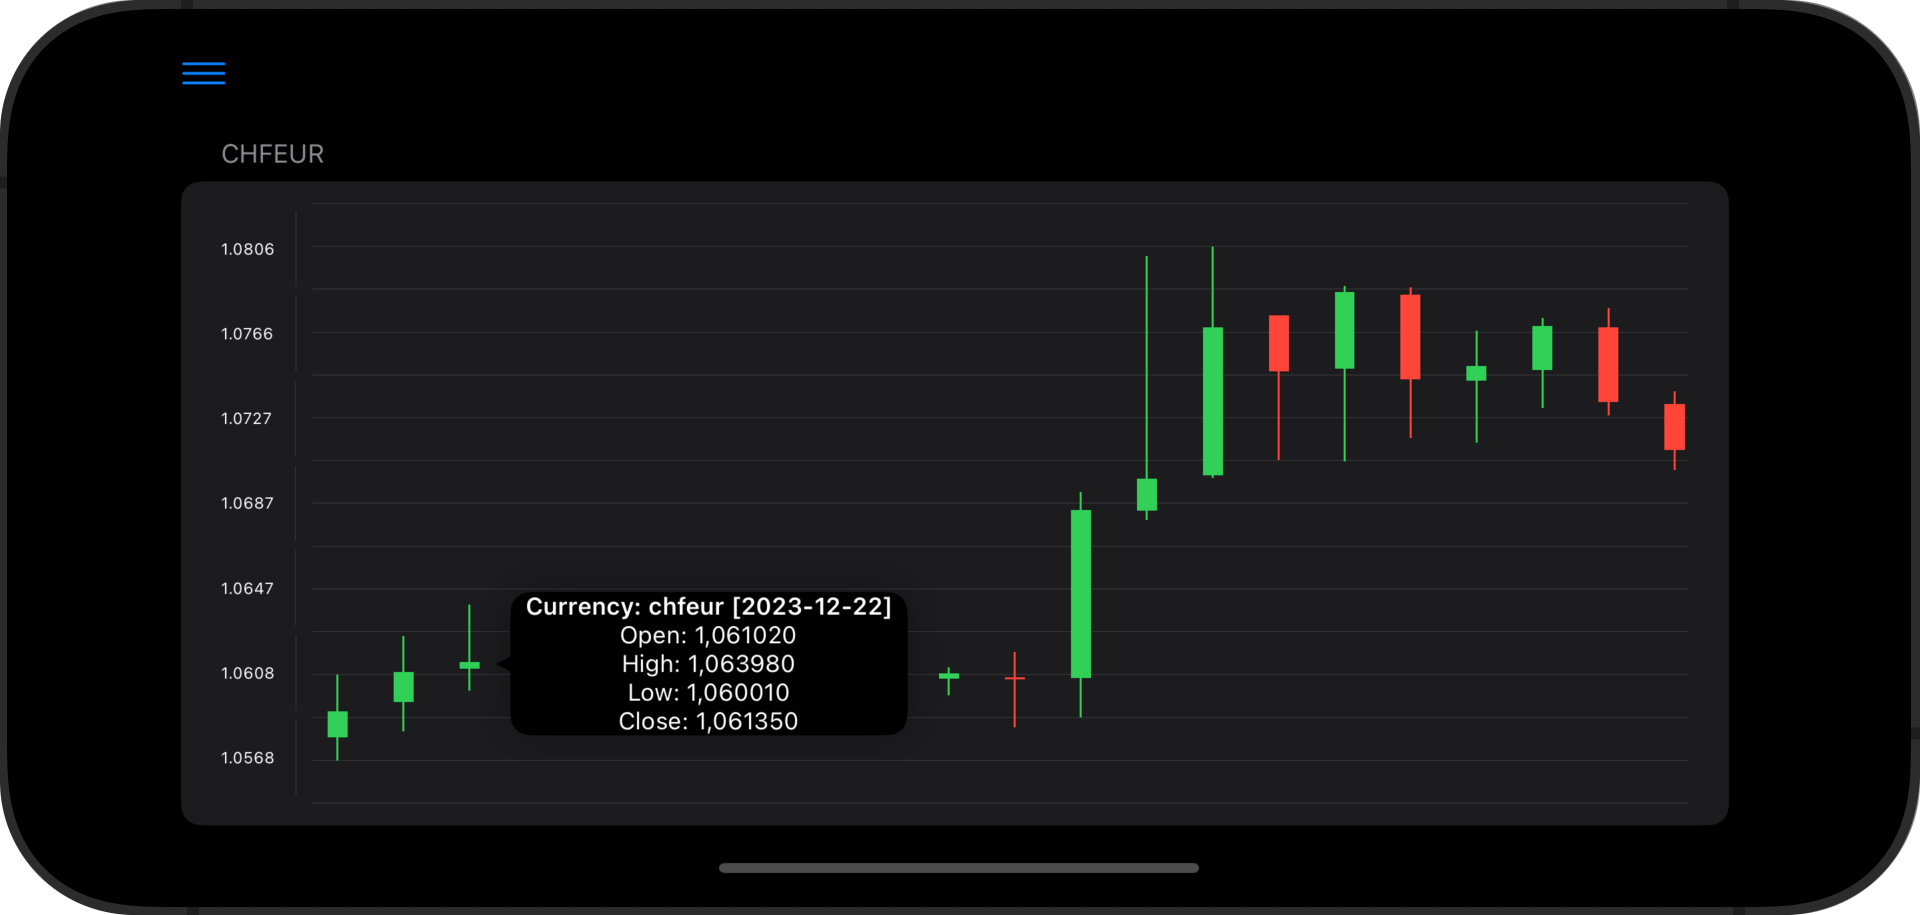 CHFEUR
1.0806
1.0766
1.0727
1.0687
1.0647
1.0608
1.0568
Currency: chfeur [2023-12-22]
Open: 1,061020
High: 1,063980
Low: 1,060010
Close: 1,061350